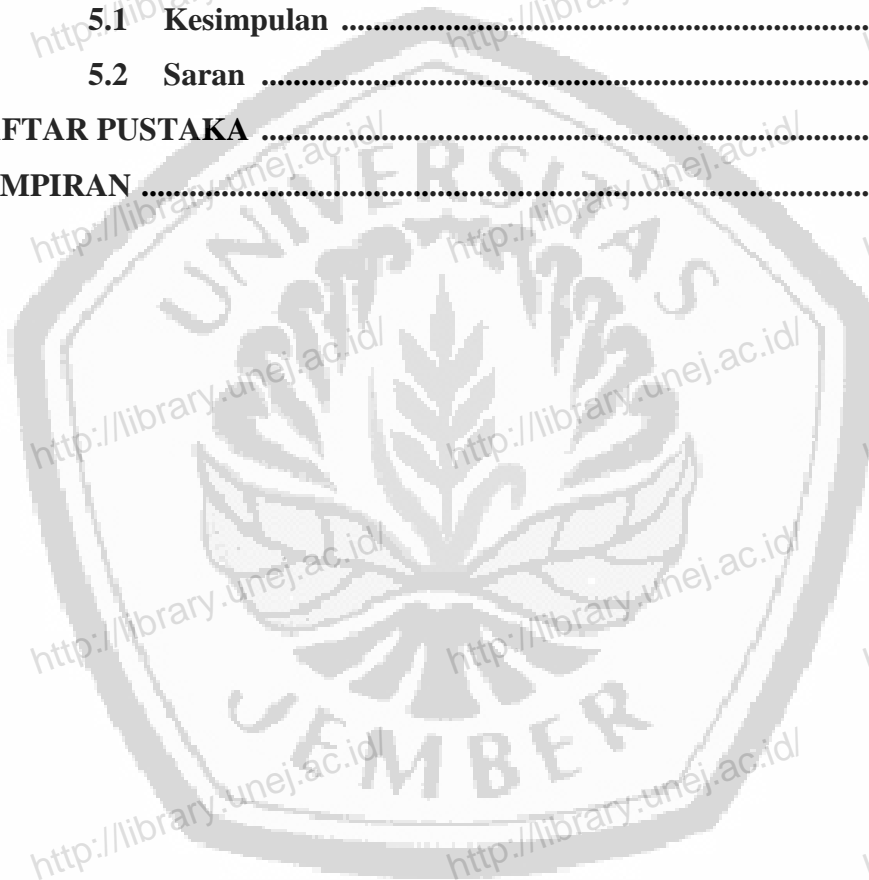 5.1 Kesimpulan ........................................................................
5.2 Saran ........................................................................
FTAR PUSTAKA ........................................................................
MPIRAN ........................................................................
UNIVERSITAS
JEMBER
http://library.unej.ac.id/
http://library.unej.ac.id/
http://library.unej.ac.id/
http://library.unej.ac.id/
http://library.unej.ac.id/
http://library.unej.ac.id/
http://library.unej.ac.id/
http://library.unej.ac.id/